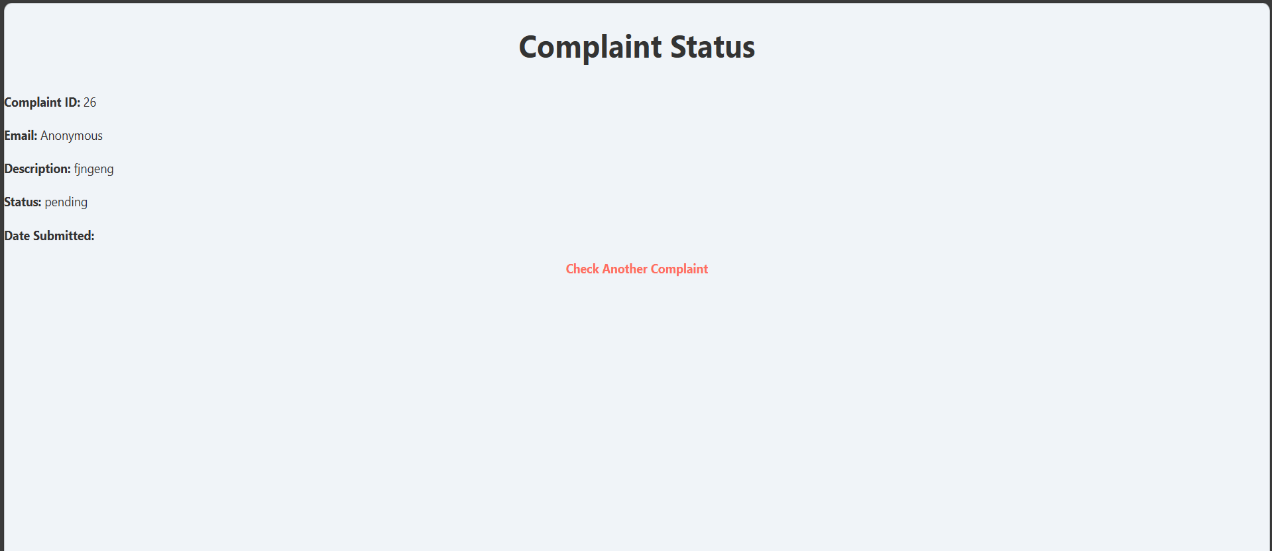 Complaint Status
Complaint ID: 26
Email: Anonymous
Description: fjngeng
Status: pending
Date Submitted:
Check Another Complaint